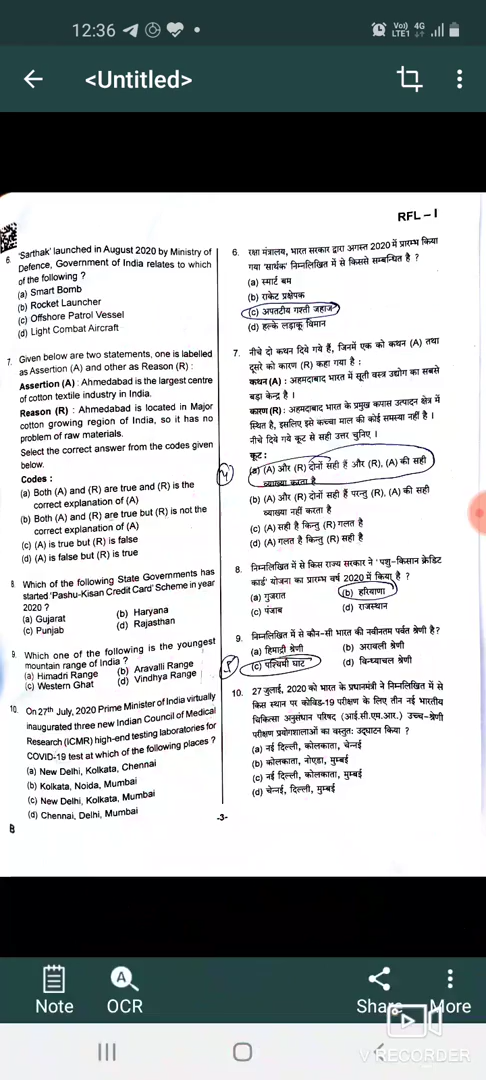 12:36
Vo)) 4G
LTE1
<Untitled>
RFL – I
6. 'Sarthak' launched in August 2020 by Ministry of
Defence, Government of India relates to which
of the following ?
(a) Smart Bomb
(b) Rocket Launcher
(c) Offshore Patrol Vessel
(d) Light Combat Aircraft
7. Given below are two statements, one is labelled
as Assertion (A) and other as Reason (R) :
Assertion (A) : Ahmedabad is the largest centre
of cotton textile industry in India.
Reason (R) : Ahmedabad is located in Major
cotton growing region of India, so it has no
problem of raw materials.
Select the correct answer from the codes given
below.
Codes :
(a) Both (A) and (R) are true and (R) is the
correct explanation of (A)
(b) Both (A) and (R) are true but (R) is not the
correct explanation of (A)
(c) (A) is true but (R) is false
(d) (A) is false but (R) is true
8. Which of the following State Governments has
started 'Pashu-Kisan Credit Card' Scheme in year
2020 ?
(a) Gujarat (b) Haryana
(c) Punjab (d) Rajasthan
9. Which one of the following is the youngest
mountain range of India ?
(a) Himadri Range (b) Aravalli Range
(c) Western Ghat (d) Vindhya Range
10. On 27th July, 2020 Prime Minister of India virtually
inaugurated three new Indian Council of Medical
Research (ICMR) high-end testing laboratories for
COVID-19 test at which of the following places ?
(a) New Delhi, Kolkata, Chennai
(b) Kolkata, Noida, Mumbai
(c) New Delhi, Kolkata, Mumbai
(d) Chennai, Delhi, Mumbai
B
6. रक्षा मंत्रालय, भारत सरकार द्वारा अगस्त 2020 में प्रारम्भ किया
गया 'सार्थक' निम्नलिखित में से किससे सम्बन्धित है ?
(a) स्मार्ट बम
(b) राकेट प्रक्षेपक
(c) अपतटीय गश्ती जहाज
(d) हल्के लड़ाकू विमान
7. नीचे दो कथन दिये गये हैं, जिनमें एक को कथन (A) तथा
दूसरे को कारण (R) कहा गया है :
कथन (A) : अहमदाबाद भारत में सूती वस्त्र उद्योग का सबसे
बड़ा केन्द्र है ।
कारण (R) : अहमदाबाद भारत के प्रमुख कपास उत्पादन क्षेत्र में
स्थित है, इसलिए इसे कच्चा माल की कोई समस्या नहीं है ।
नीचे दिये गये कूट से सही उत्तर चुनिए ।
कूट :
(a) (A) और (R) दोनों सही हैं और (R), (A) की सही
व्याख्या करता है
(b) (A) और (R) दोनों सही हैं परन्तु (R), (A) की सही
व्याख्या नहीं करता है
(c) (A) सही है किन्तु (R) गलत है
(d) (A) गलत है किन्तु (R) सही है
8. निम्नलिखित में से किस राज्य सरकार ने 'पशु-किसान क्रेडिट
कार्ड' योजना का प्रारम्भ वर्ष 2020 में किया है ?
(a) गुजरात (b) हरियाणा
(c) पंजाब (d) राजस्थान
9. निम्नलिखित में से कौन-सी भारत की नवीनतम पर्वत श्रेणी है?
(a) हिमाद्री श्रेणी (b) अरावली श्रेणी
(c) पश्चिमी घाट (d) विन्ध्याचल श्रेणी
10. 27 जुलाई, 2020 को भारत के प्रधानमंत्री ने निम्नलिखित में से
किस स्थान पर कोविड-19 परीक्षण के लिए तीन नई भारतीय
चिकित्सा अनुसंधान परिषद (आई.सी.एम.आर.) उच्च-श्रेणी
परीक्षण प्रयोगशालाओं का वस्तुतः उद्घाटन किया ?
(a) नई दिल्ली, कोलकाता, चेन्नई
(b) कोलकाता, नोएडा, मुम्बई
(c) नई दिल्ली, कोलकाता, मुम्बई
(d) चेन्नई, दिल्ली, मुम्बई
-3-
Note
OCR
Share
More
V RECORDER